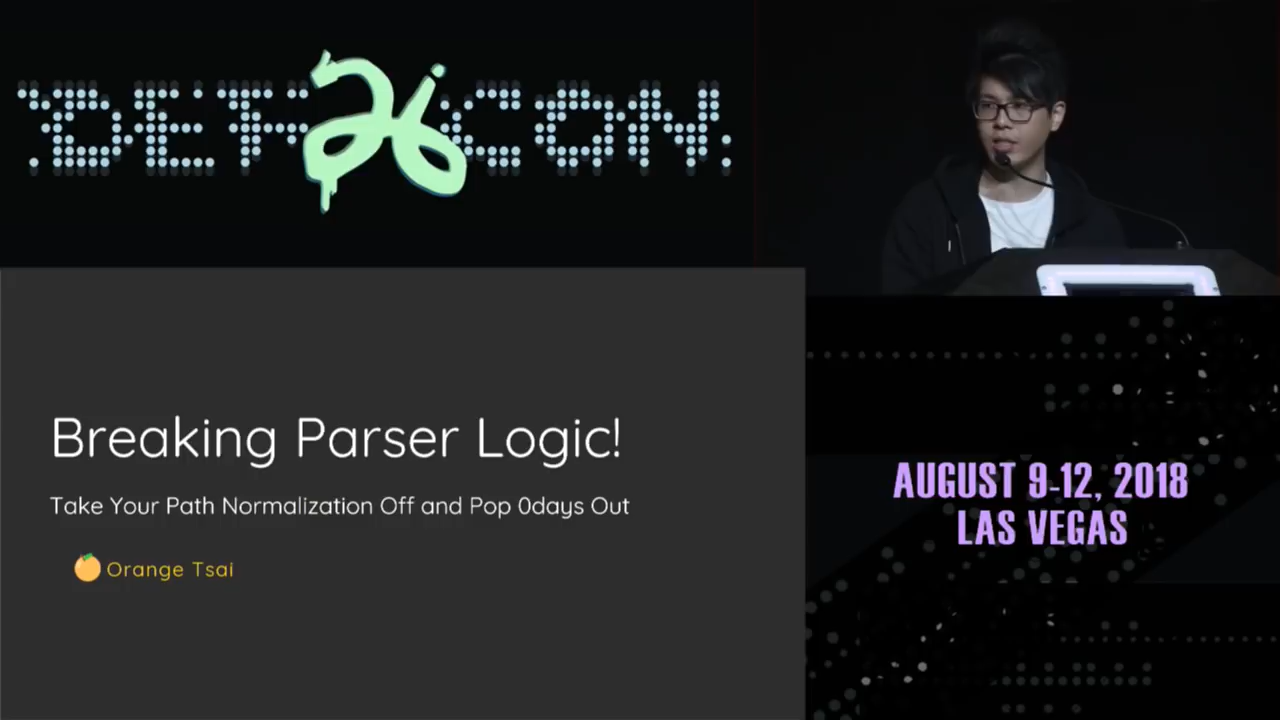 DEF 26 CON
Breaking Parser Logic!
Take Your Path Normalization Off and Pop 0days Out
Orange Tsai
AUGUST 9-12, 2018
LAS VEGAS